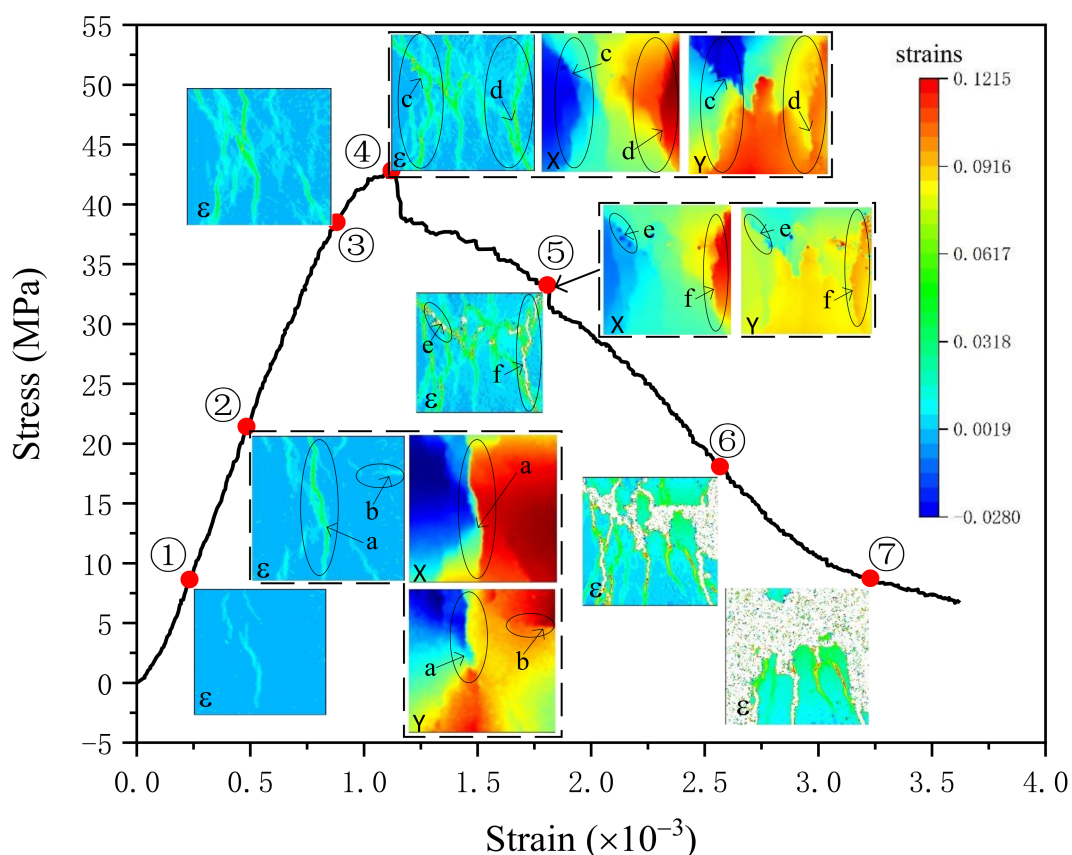 55
50
45
40
35
30
25
20
15
10
5
0
−5
Stress (MPa)
0.0
0.5
1.0
1.5
2.0
2.5
3.0
3.5
4.0
Strain (×10⁻³)
strains
0.1215
0.0916
0.0617
0.0318
0.0019
−0.0280
④
c
d
ε
c
d
X
c
d
Y
ε
③
⑤
e
f
X
e
f
Y
e
f
ε
②
a
b
ε
a
X
⑥
ε
①
ε
a
b
Y
⑦
ε